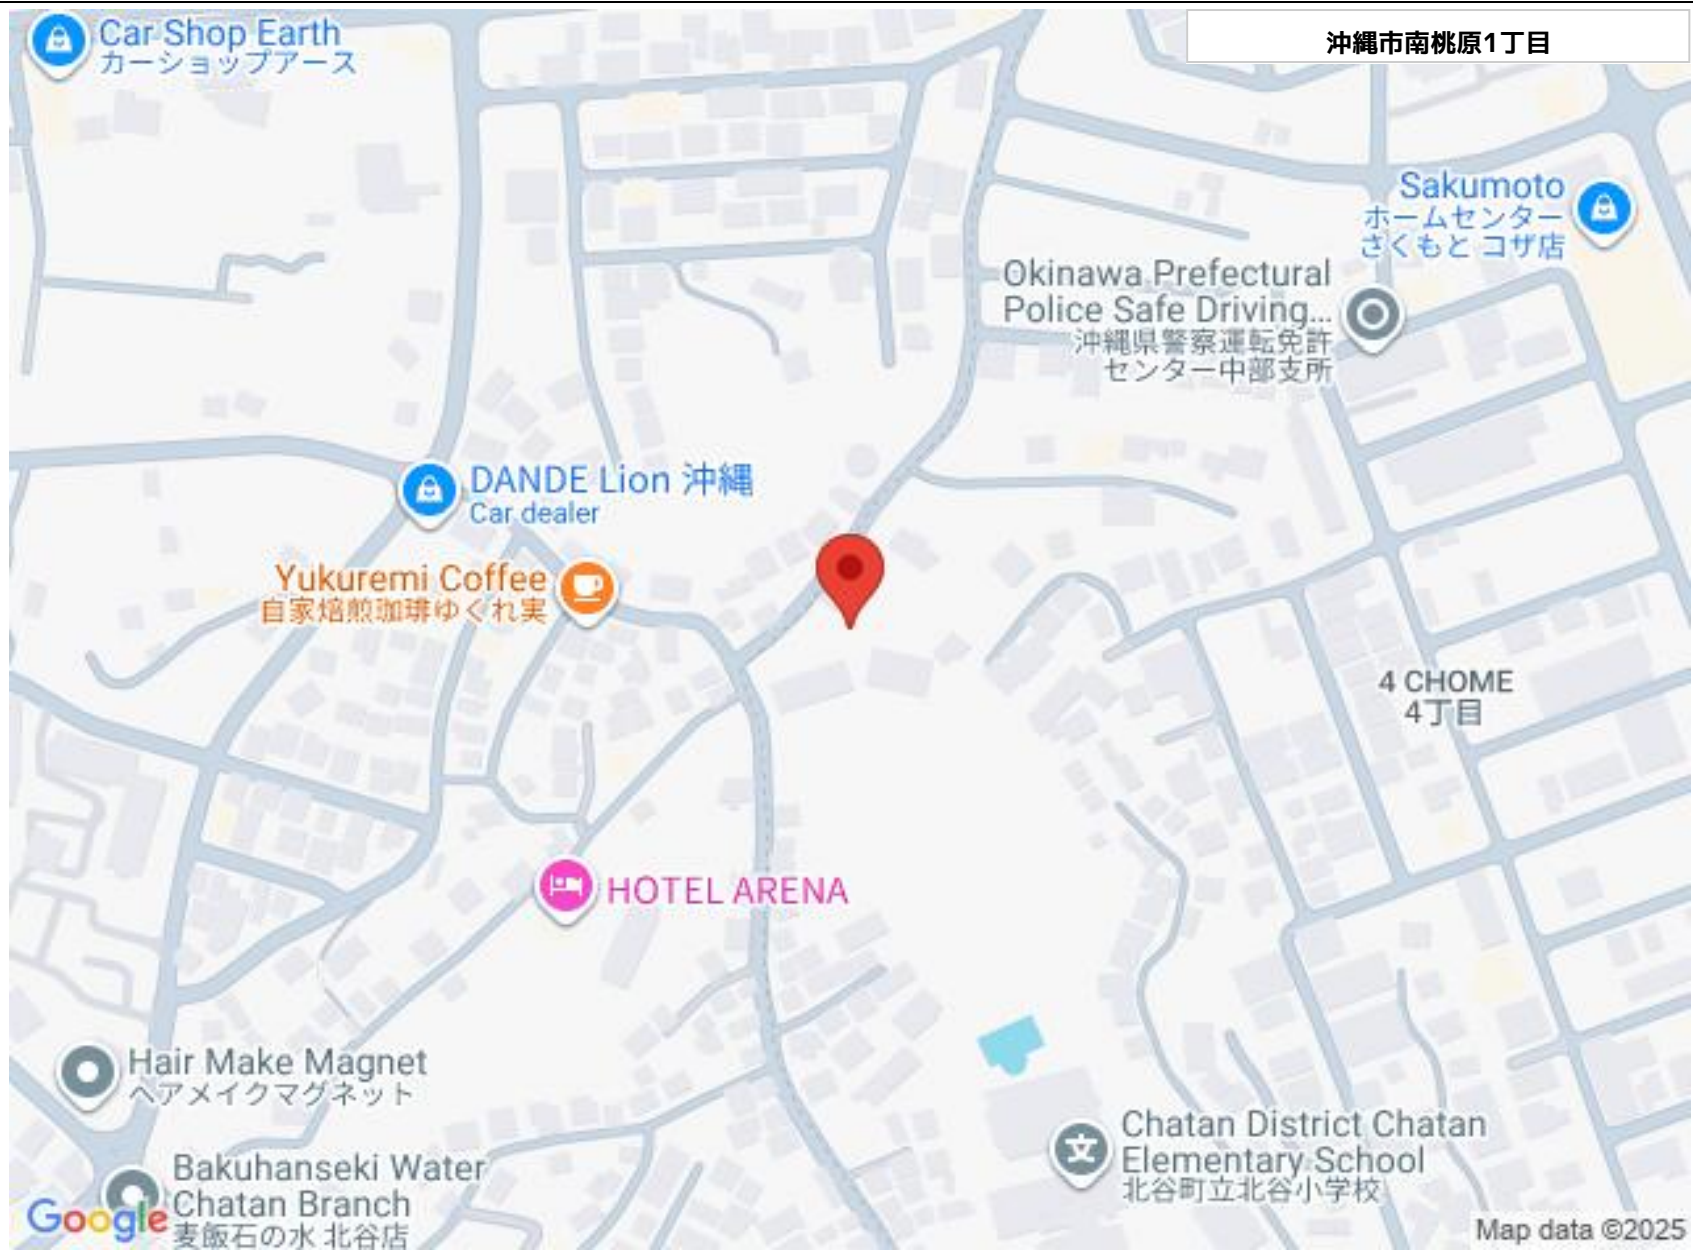 沖縄市南桃原1丁目
Car Shop Earth
カーショップアース
Sakumoto
ホームセンター
さくもと コザ店
Okinawa Prefectural
Police Safe Driving...
沖縄県警察運転免許
センター中部支所
DANDE Lion 沖縄
Car dealer
Yukuremi Coffee
自家焙煎珈琲ゆくれ実
4 CHOME
4丁目
HOTEL ARENA
Hair Make Magnet
ヘアメイクマグネット
Chatan District Chatan
Elementary School
北谷町立北谷小学校
Bakuhanseki Water
Chatan Branch
麦飯石の水 北谷店
Google
Map data ©2025